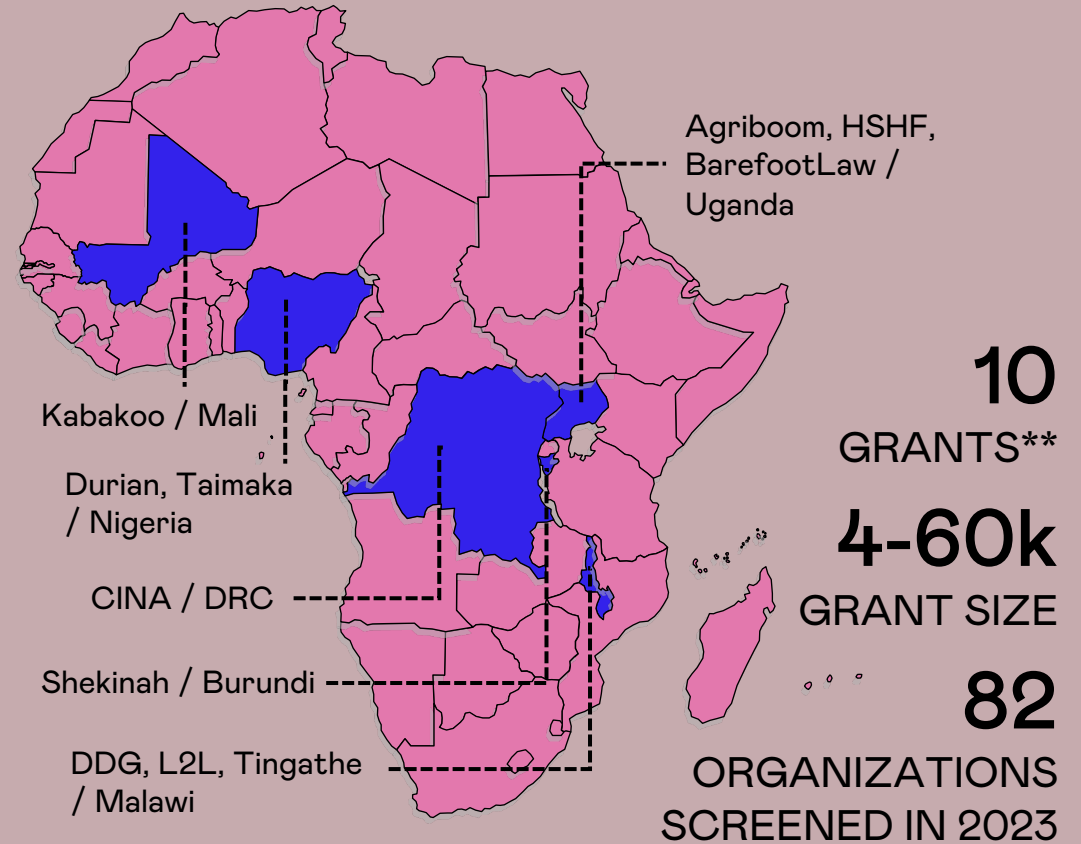 Agriboom, HSHF,
BarefootLaw /
Uganda
Kabakoo / Mali
Durian, Taimaka
/ Nigeria
CINA / DRC
Shekinah / Burundi
DDG, L2L, Tingathe
/ Malawi
10
GRANTS**
4-60k
GRANT SIZE
82
ORGANIZATIONS
SCREENED IN 2023